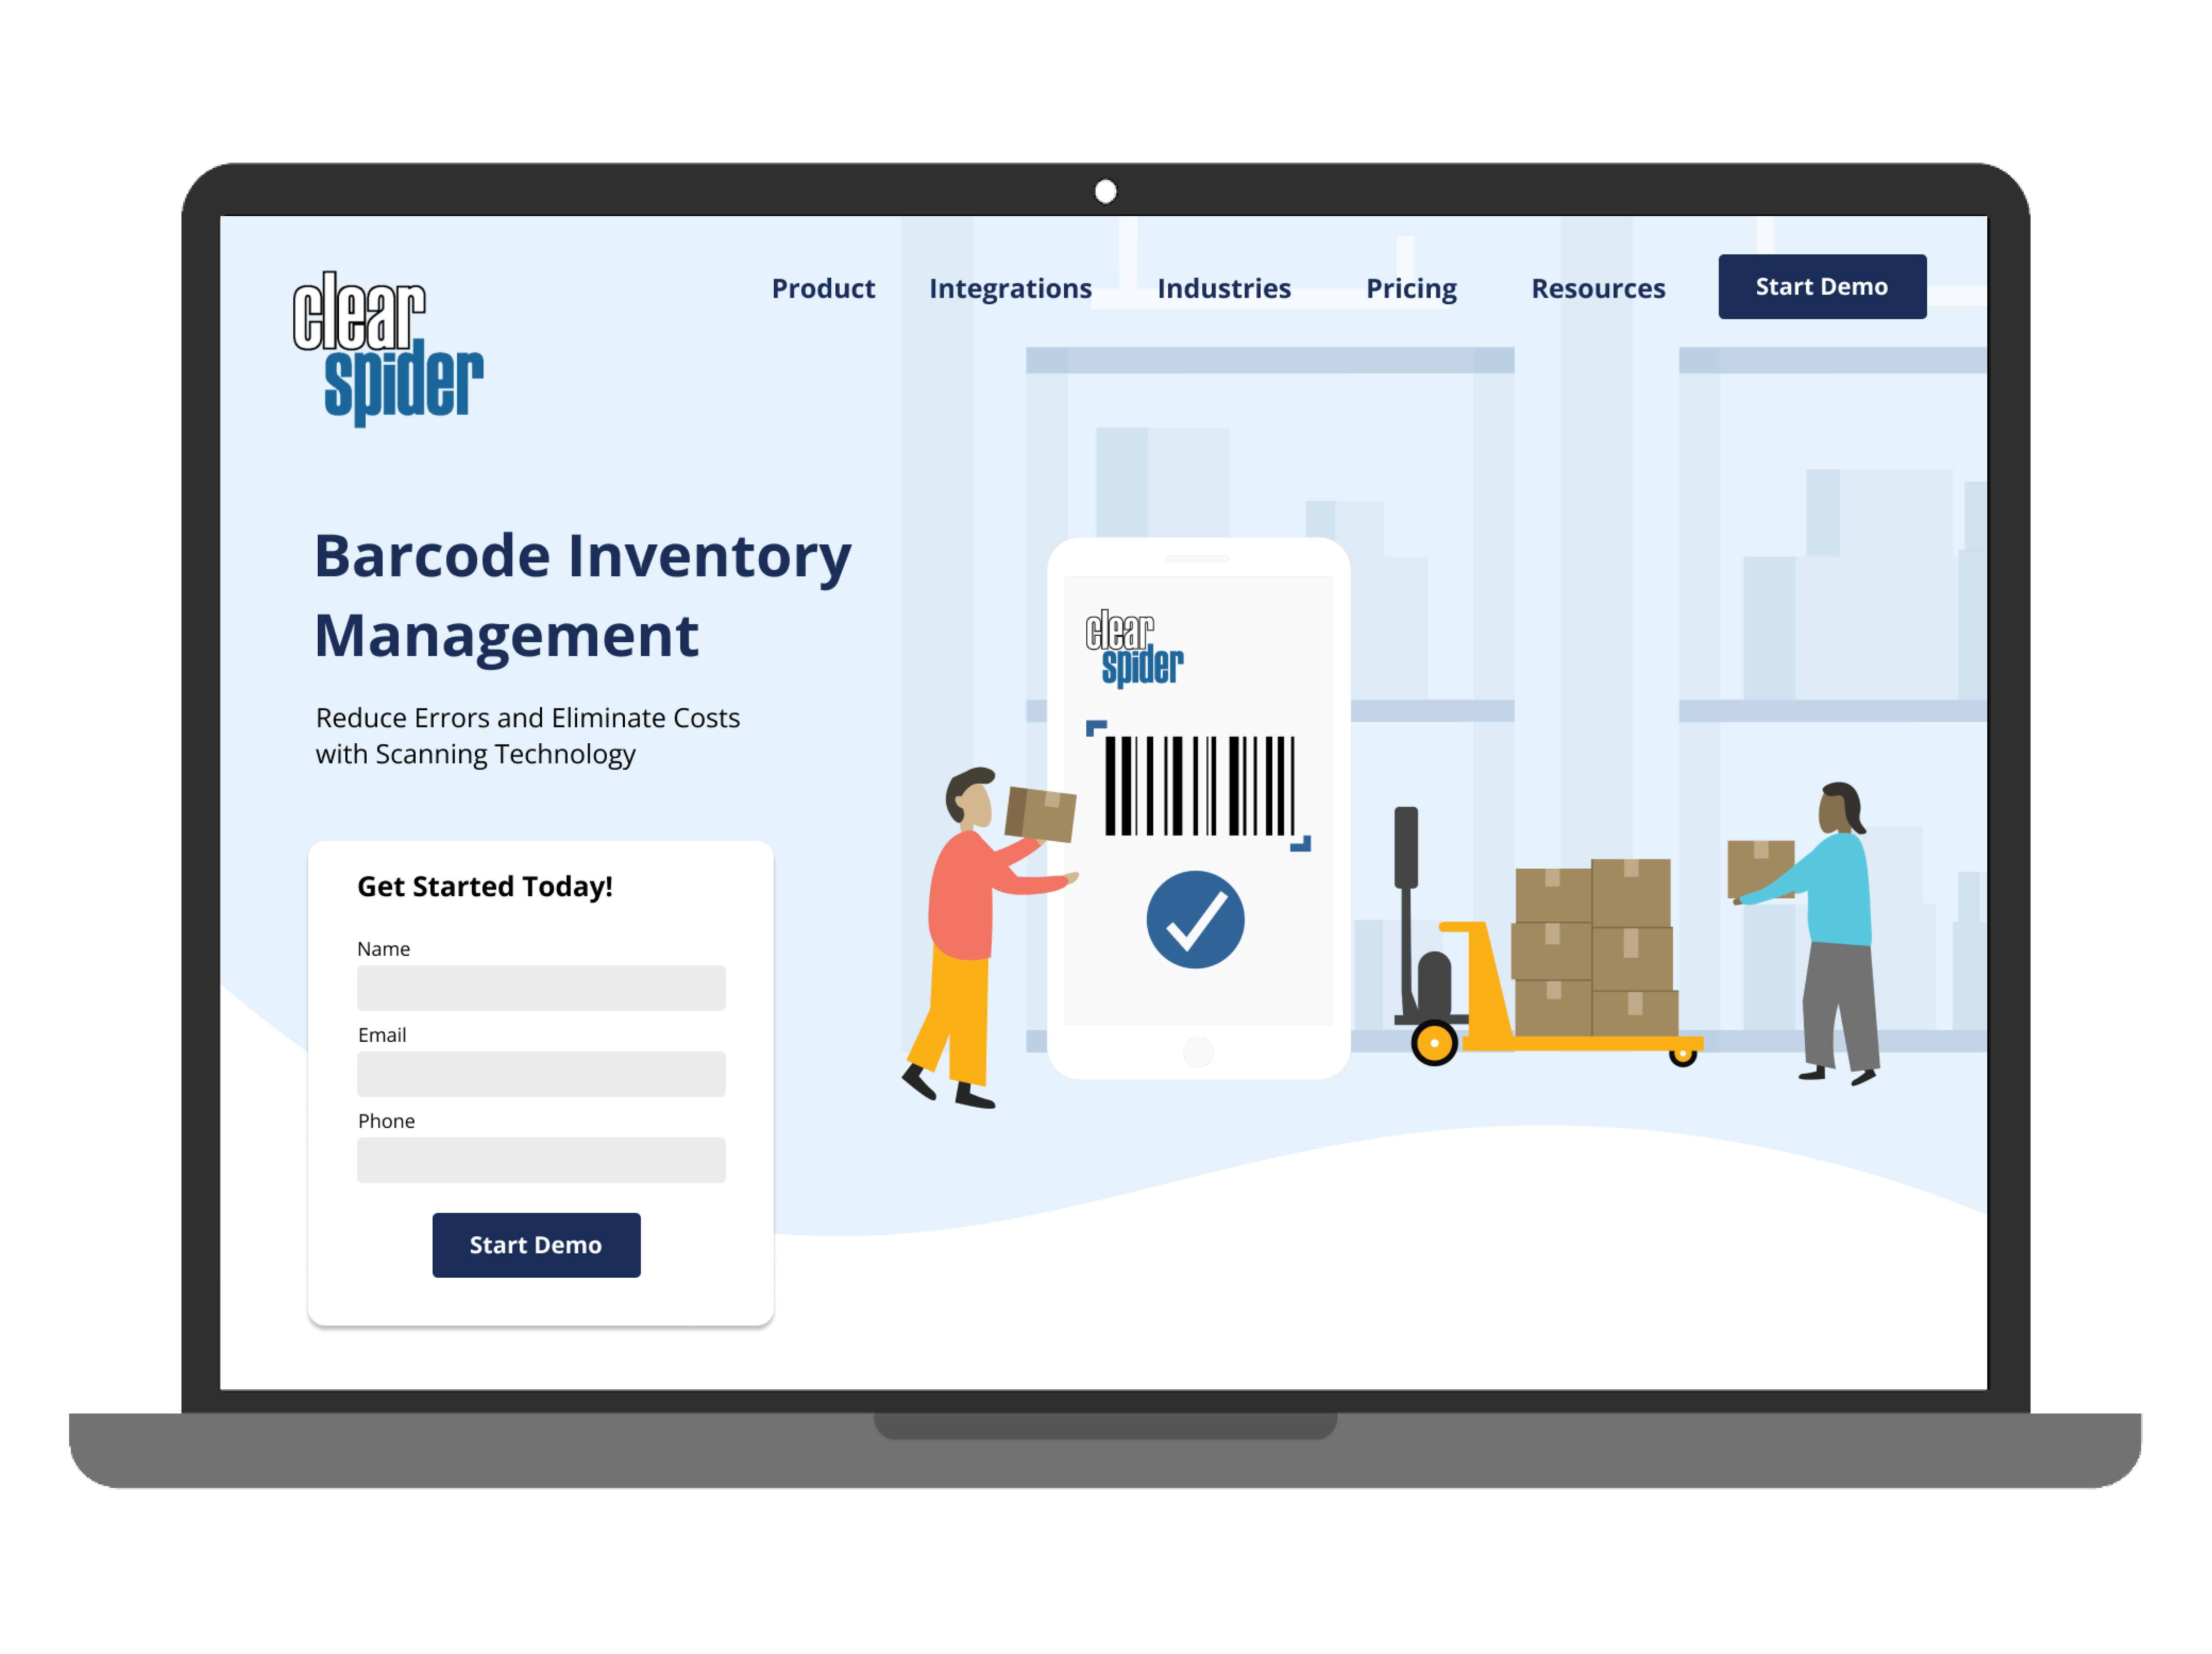 clear
spider
Product Integrations Industries Pricing Resources Start Demo
Barcode Inventory
Management
Reduce Errors and Eliminate Costs
with Scanning Technology
Get Started Today!
Name
Email
Phone
Start Demo
clear
spider